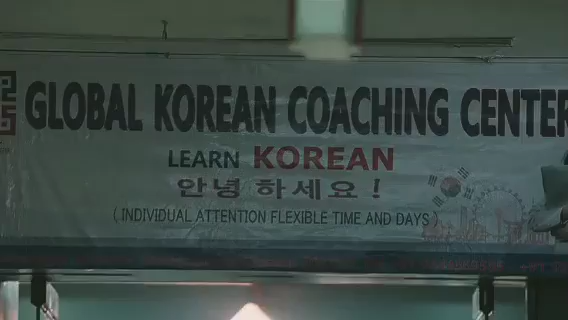 GLOBAL KOREAN COACHING CENTER
LEARN KOREAN
안녕 하세요 !
( INDIVIDUAL ATTENTION FLEXIBLE TIME AND DAYS )